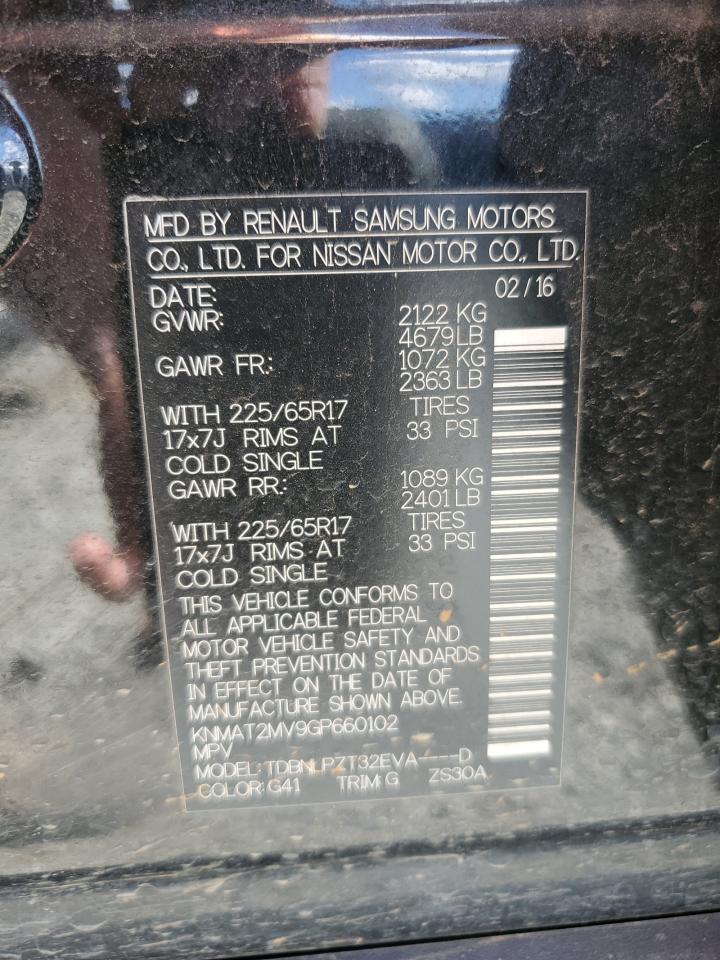 MFD BY RENAULT SAMSUNG MOTORS
CO., LTD. FOR NISSAN MOTOR CO., LTD.
DATE: 02/16
GVWR: 2122 KG
4679 LB
GAWR FR: 1072 KG
2363 LB
WITH 225/65R17 TIRES
17x7J RIMS AT 33 PSI
COLD SINGLE
GAWR RR: 1089 KG
2401 LB
WITH 225/65R17 TIRES
17x7J RIMS AT 33 PSI
COLD SINGLE
THIS VEHICLE CONFORMS TO
ALL APPLICABLE FEDERAL
MOTOR VEHICLE SAFETY AND
THEFT PREVENTION STANDARDS
IN EFFECT ON THE DATE OF
MANUFACTURE SHOWN ABOVE.
KNMAT2MV9GP660102
MPV
MODEL: TDBNLPZT32EVA----D
COLOR: G41 TRIM: G ZS30A